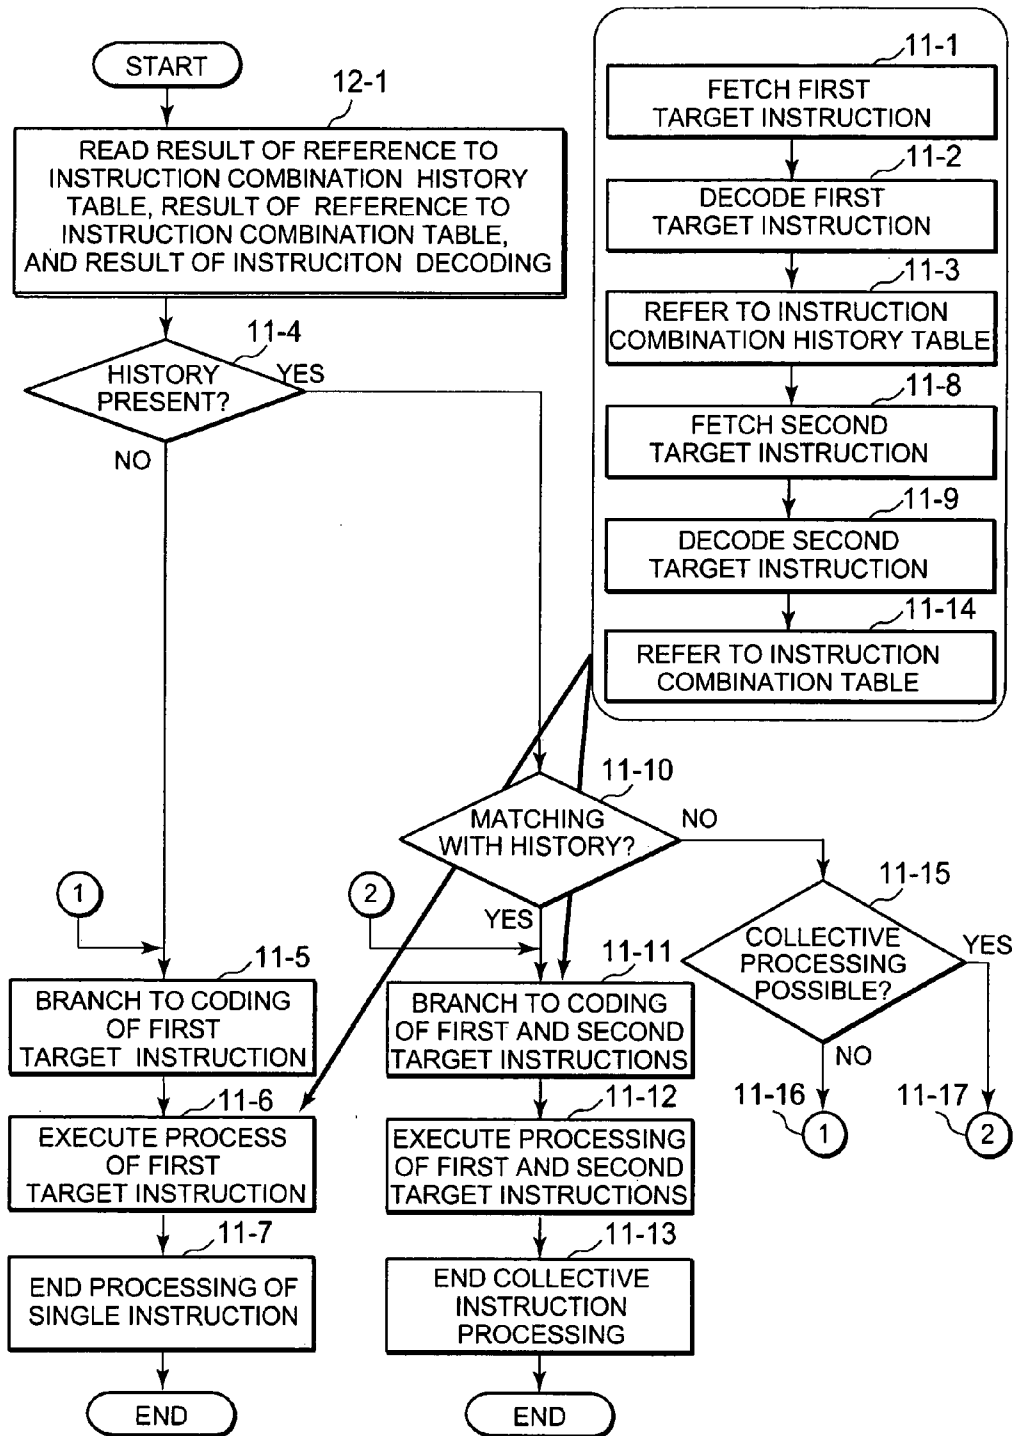 START
12-1
READ RESULT OF REFERENCE TO
INSTRUCTION COMBINATION HISTORY
TABLE, RESULT OF REFERENCE TO
INSTRUCTION COMBINATION TABLE,
AND RESULT OF INSTRUCITON DECODING
11-4
HISTORY
PRESENT?
YES
NO
11-1
FETCH FIRST
TARGET INSTRUCTION
11-2
DECODE FIRST
TARGET INSTRUCTION
11-3
REFER TO INSTRUCTION
COMBINATION HISTORY TABLE
11-8
FETCH SECOND
TARGET INSTRUCTION
11-9
DECODE SECOND
TARGET INSTRUCTION
11-14
REFER TO INSTRUCTION
COMBINATION TABLE
11-10
MATCHING
WITH HISTORY?
NO
YES
11-15
COLLECTIVE
PROCESSING
POSSIBLE?
YES
NO
11-16
1
11-17
2
1
11-5
BRANCH TO CODING
OF FIRST
TARGET INSTRUCTION
11-6
EXECUTE PROCESS
OF FIRST
TARGET INSTRUCTION
11-7
END PROCESSING OF
SINGLE INSTRUCTION
END
2
11-11
BRANCH TO CODING
OF FIRST AND SECOND
TARGET INSTRUCTIONS
11-12
EXECUTE PROCESSING
OF FIRST AND SECOND
TARGET INSTRUCTIONS
11-13
END COLLECTIVE
INSTRUCTION
PROCESSING
END